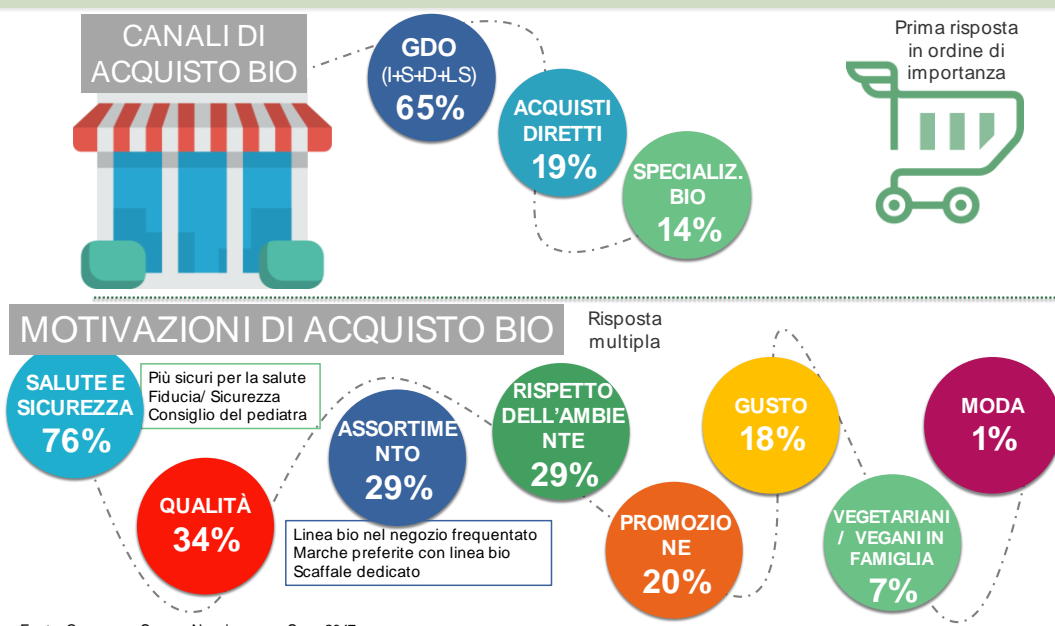 CANALI DI
ACQUISTO BIO
GDO
(I+S+D+LS)
65%
ACQUISTI
DIRETTI
19%
SPECIALIZ.
BIO
14%
Prima risposta
in ordine di
importanza
MOTIVAZIONI DI ACQUISTO BIO
Risposta
multipla
SALUTE E
SICUREZZA
76%
Più sicuri per la salute
Fiducia/ Sicurezza
Consiglio del pediatra
QUALITÀ
34%
ASSORTIME
NTO
29%
Linea bio nel negozio frequentato
Marche preferite con linea bio
Scaffale dedicato
RISPETTO
DELL'AMBIE
NTE
29%
PROMOZIO
NE
20%
GUSTO
18%
VEGETARIANI
/ VEGANI IN
FAMIGLIA
7%
MODA
1%